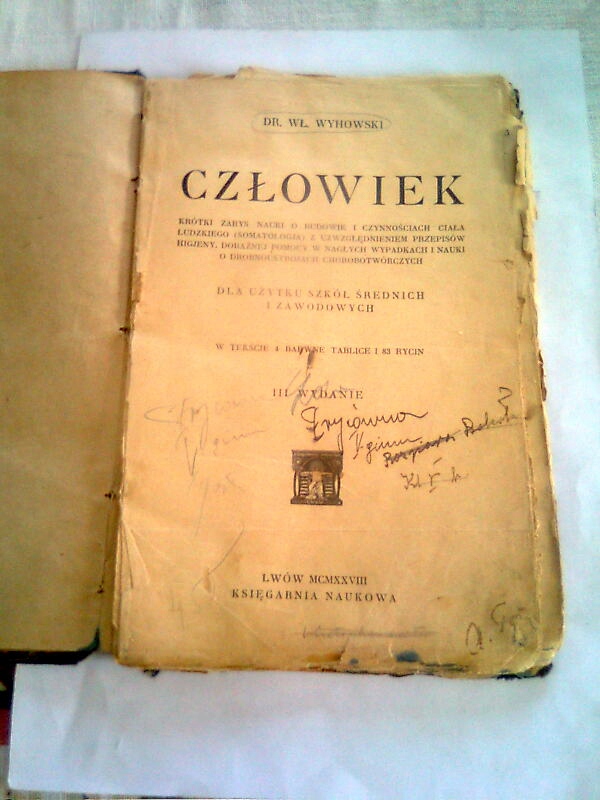 DR. WŁ. WYHOWSKI
CZŁOWIEK
KRÓTKI ZARYS NAUKI O BUDOWIE I CZYNNOŚCIACH CIAŁA
LUDZKIEGO (SOMATOLOGJA) Z UZWZGLĘDNIENIEM PRZEPISÓW
HIGJENY, DORAŹNEJ POMOCY W NAGŁYCH WYPADKACH I NAUKI
O DROBNOUSTROJACH CHOROBOTWÓRCZYCH
DLA UŻYTKU SZKÓŁ ŚREDNICH
I ZAWODOWYCH
W TEKŚCIE 4 BARWNE TABLICE I 83 RYCIN
III WYDANIE
LWÓW MCMXXVIII
KSIĘGARNIA NAUKOWA